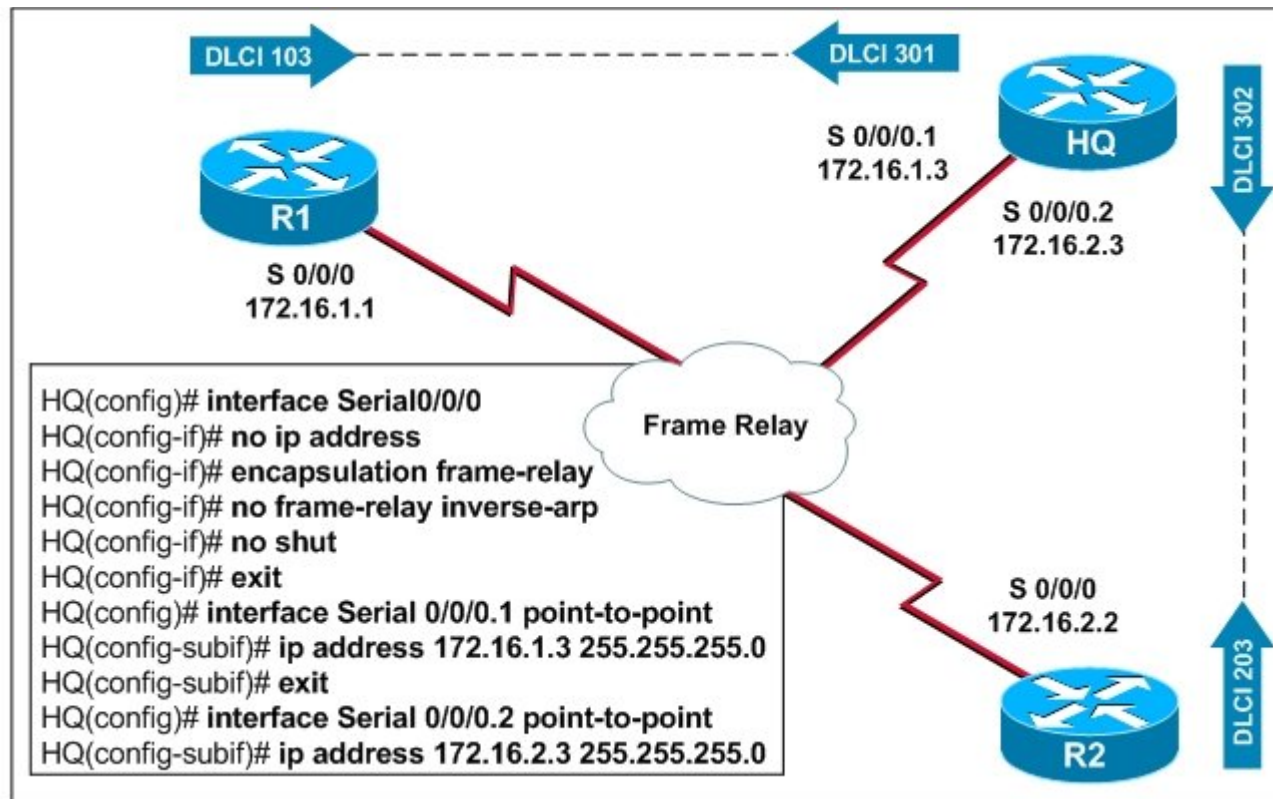 DLCI 103
DLCI 301
R1
S 0/0/0
172.16.1.1
HQ
S 0/0/0.1
172.16.1.3
S 0/0/0.2
172.16.2.3
DLCI 302
Frame Relay
HQ(config)# interface Serial0/0/0
HQ(config-if)# no ip address
HQ(config-if)# encapsulation frame-relay
HQ(config-if)# no frame-relay inverse-arp
HQ(config-if)# no shut
HQ(config-if)# exit
HQ(config)# interface Serial 0/0/0.1 point-to-point
HQ(config-subif)# ip address 172.16.1.3 255.255.255.0
HQ(config-subif)# exit
HQ(config)# interface Serial 0/0/0.2 point-to-point
HQ(config-subif)# ip address 172.16.2.3 255.255.255.0
S 0/0/0
172.16.2.2
R2
DLCI 203